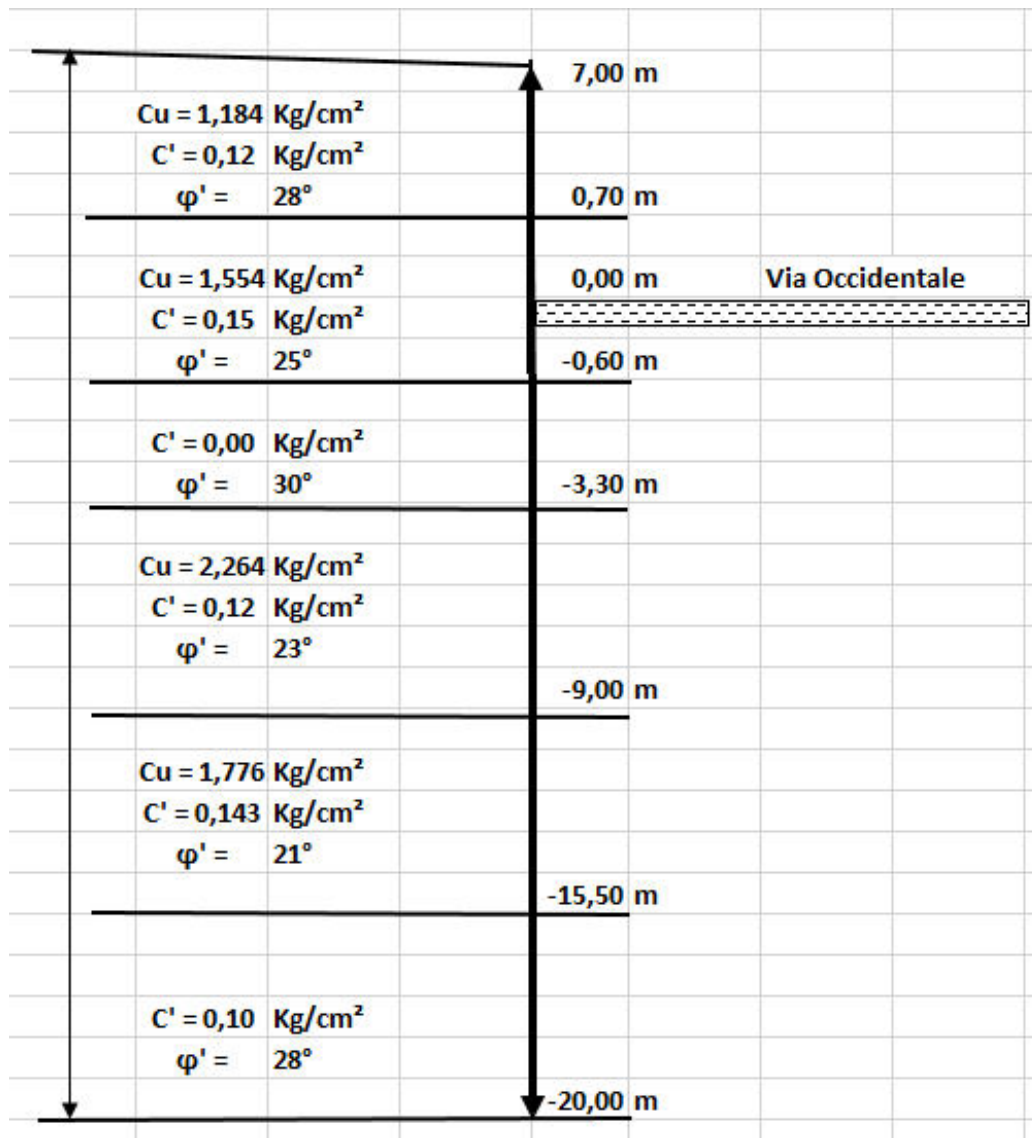 7,00 m
Cu = 1,184 Kg/cm²
C' = 0,12 Kg/cm²
φ' = 28°
0,70 m
Cu = 1,554 Kg/cm²
0,00 m
Via Occidentale
C' = 0,15 Kg/cm²
φ' = 25°
-0,60 m
C' = 0,00 Kg/cm²
φ' = 30°
-3,30 m
Cu = 2,264 Kg/cm²
C' = 0,12 Kg/cm²
φ' = 23°
-9,00 m
Cu = 1,776 Kg/cm²
C' = 0,143 Kg/cm²
φ' = 21°
-15,50 m
C' = 0,10 Kg/cm²
φ' = 28°
-20,00 m